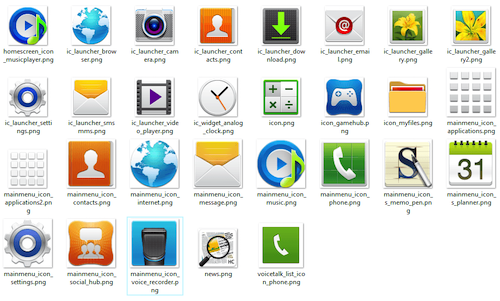 homescreen_icon
_musicplayer.png
ic_launcher_brow
ser.png
ic_launcher_cam
era.png
ic_launcher_cont
acts.png
ic_launcher_dow
nload.png
ic_launcher_emai
l.png
ic_launcher_galle
ry.png
ic_launcher_galle
ry2.png
ic_launcher_setti
ngs.png
ic_launcher_sms
mms.png
ic_launcher_vide
o_player.png
ic_widget_analog
_clock.png
icon.png
icon_gamehub.pn
g
icon_myfiles.png
mainmenu_icon_
applications.png
mainmenu_icon_
applications2.pn
g
mainmenu_icon_
contacts.png
mainmenu_icon_
internet.png
mainmenu_icon_
message.png
mainmenu_icon_
music.png
mainmenu_icon_
phone.png
S
mainmenu_icon_
s_memo_pen.png
31
mainmenu_icon_
s_planner.png
mainmenu_icon_
settings.png
mainmenu_icon_
social_hub.png
mainmenu_icon_
voice_recorder.p
ng
news.png
voicetalk_list_ico
n_phone.png